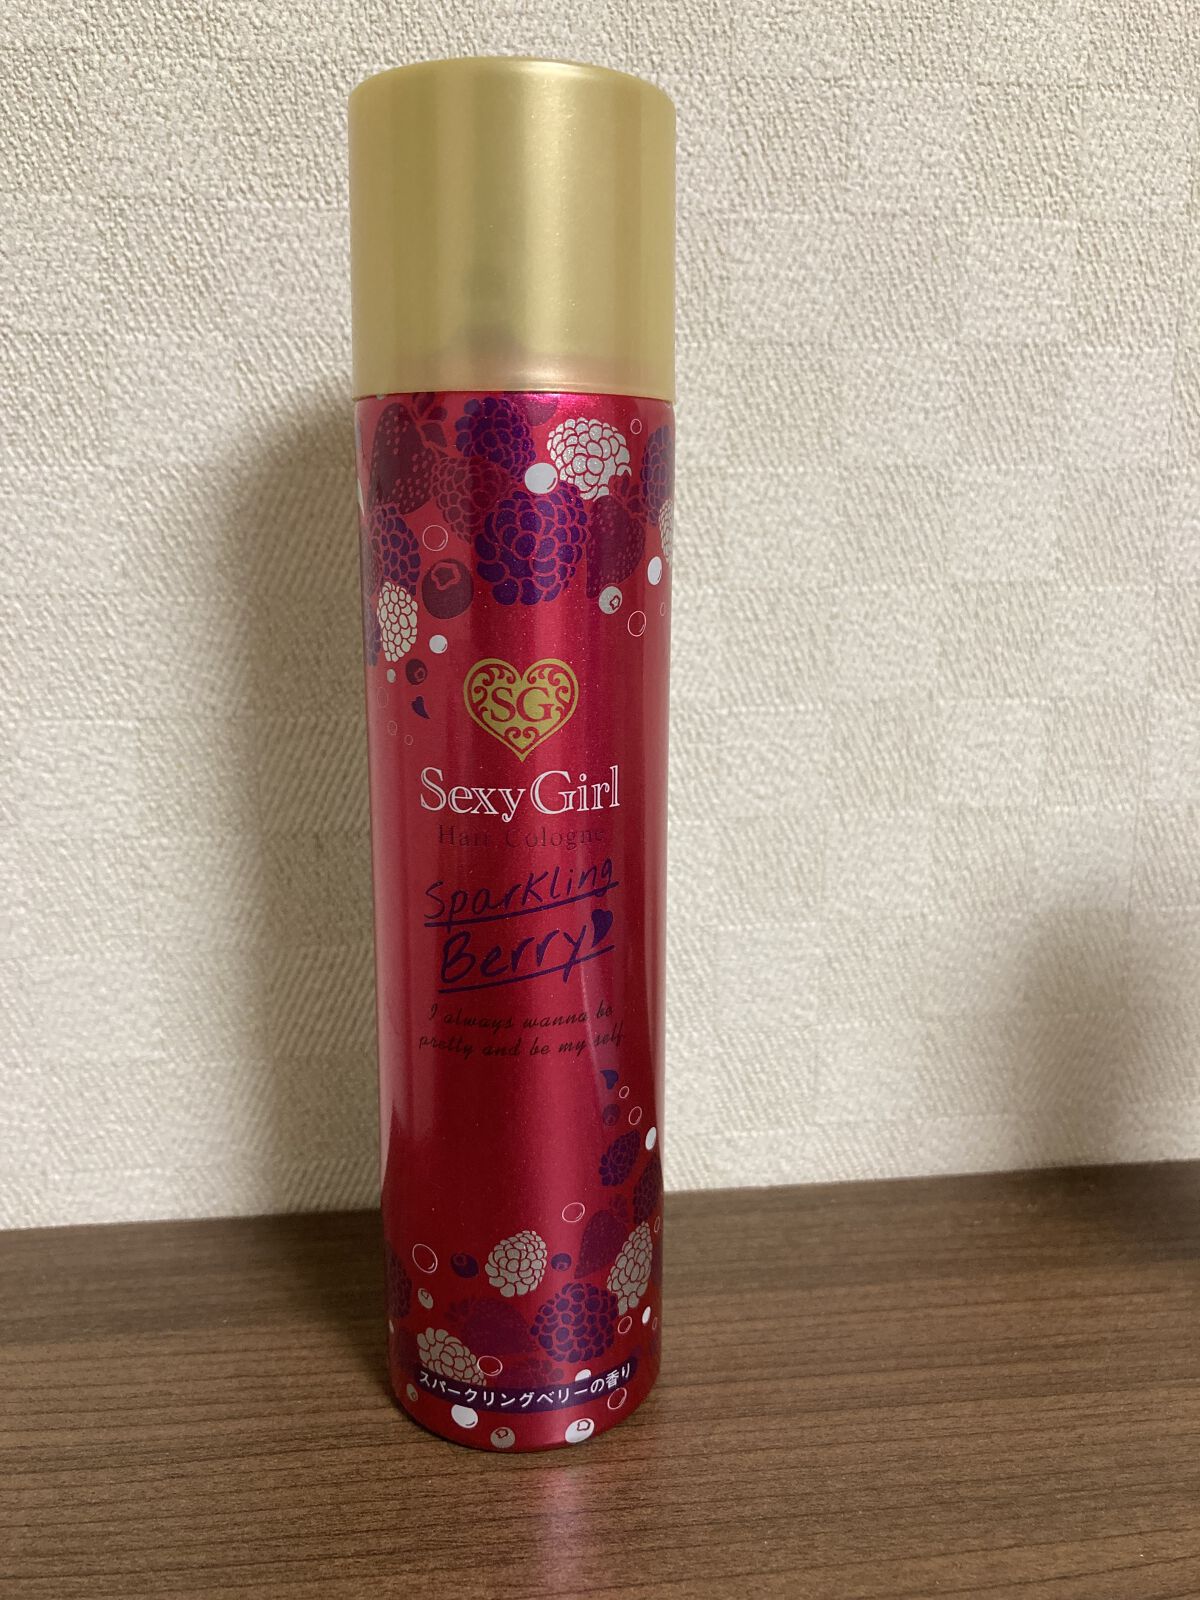 SG
Sexy Girl
Hair Cologne
Sparkling
Berry
I always wanna be
pretty and be my self
スパークリングベリーの香り